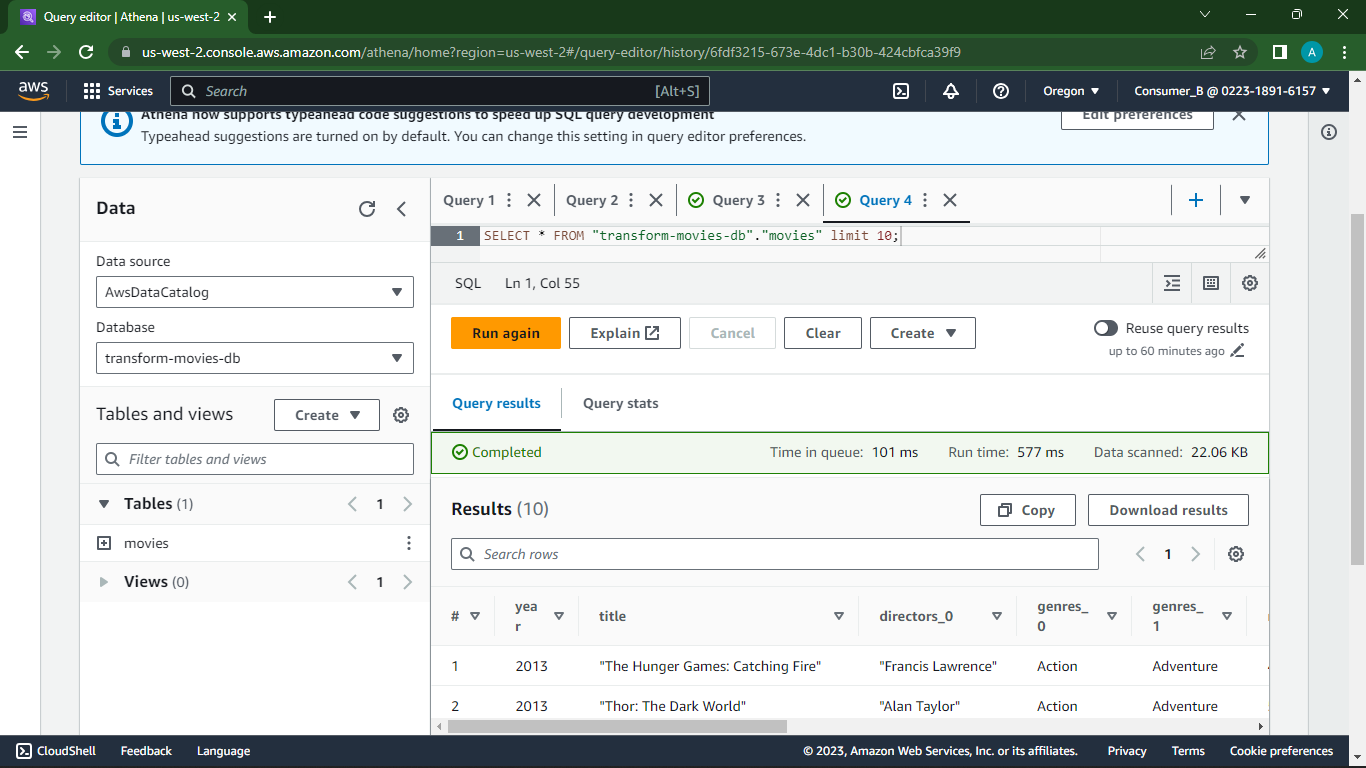 Query editor | Athena | us-west-2
us-west-2.console.aws.amazon.com/athena/home?region=us-west-2#/query-editor/history/6fdf3215-673e-4dc1-b30b-424cbfca39f9
A
aws
Services
Search
[Alt+S]
Oregon
Consumer_B @ 0223-1891-6157
Athena now supports typeahead code suggestions to speed up SQL query development
Typeahead suggestions are turned on by default. You can change this setting in query editor preferences.
Edit preferences
Data
Data source
AwsDataCatalog
Database
transform-movies-db
Tables and views
Create
Filter tables and views
Tables (1)
1
movies
Views (0)
1
Query 1
Query 2
Query 3
Query 4
1 SELECT * FROM "transform-movies-db"."movies" limit 10;
SQL Ln 1, Col 55
Run again
Explain
Cancel
Clear
Create
Reuse query results
up to 60 minutes ago
Query results
Query stats
Completed
Time in queue: 101 ms
Run time: 577 ms
Data scanned: 22.06 KB
Results (10)
Copy
Download results
Search rows
1
# year title directors_0 genres_0 genres_1
1 2013 "The Hunger Games: Catching Fire" "Francis Lawrence" Action Adventure
2 2013 "Thor: The Dark World" "Alan Taylor" Action Adventure
CloudShell
Feedback
Language
© 2023, Amazon Web Services, Inc. or its affiliates.
Privacy
Terms
Cookie preferences